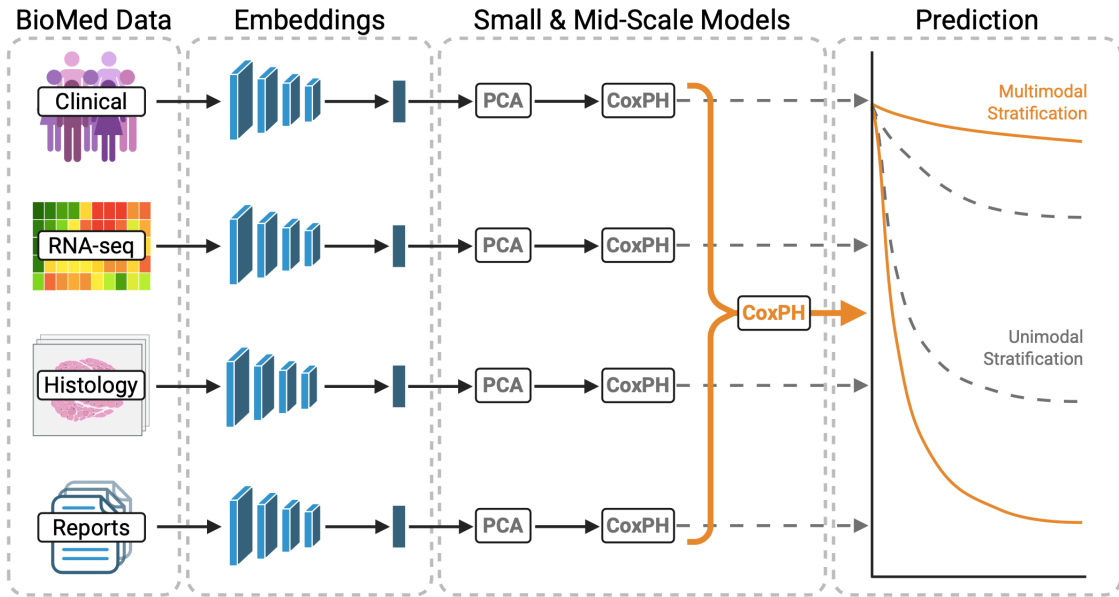 BioMed Data
Embeddings
Small & Mid-Scale Models
Prediction
Clinical
PCA
CoxPH
Multimodal
Stratification
RNA-seq
PCA
CoxPH
CoxPH
Unimodal
Stratification
Histology
PCA
CoxPH
Reports
PCA
CoxPH